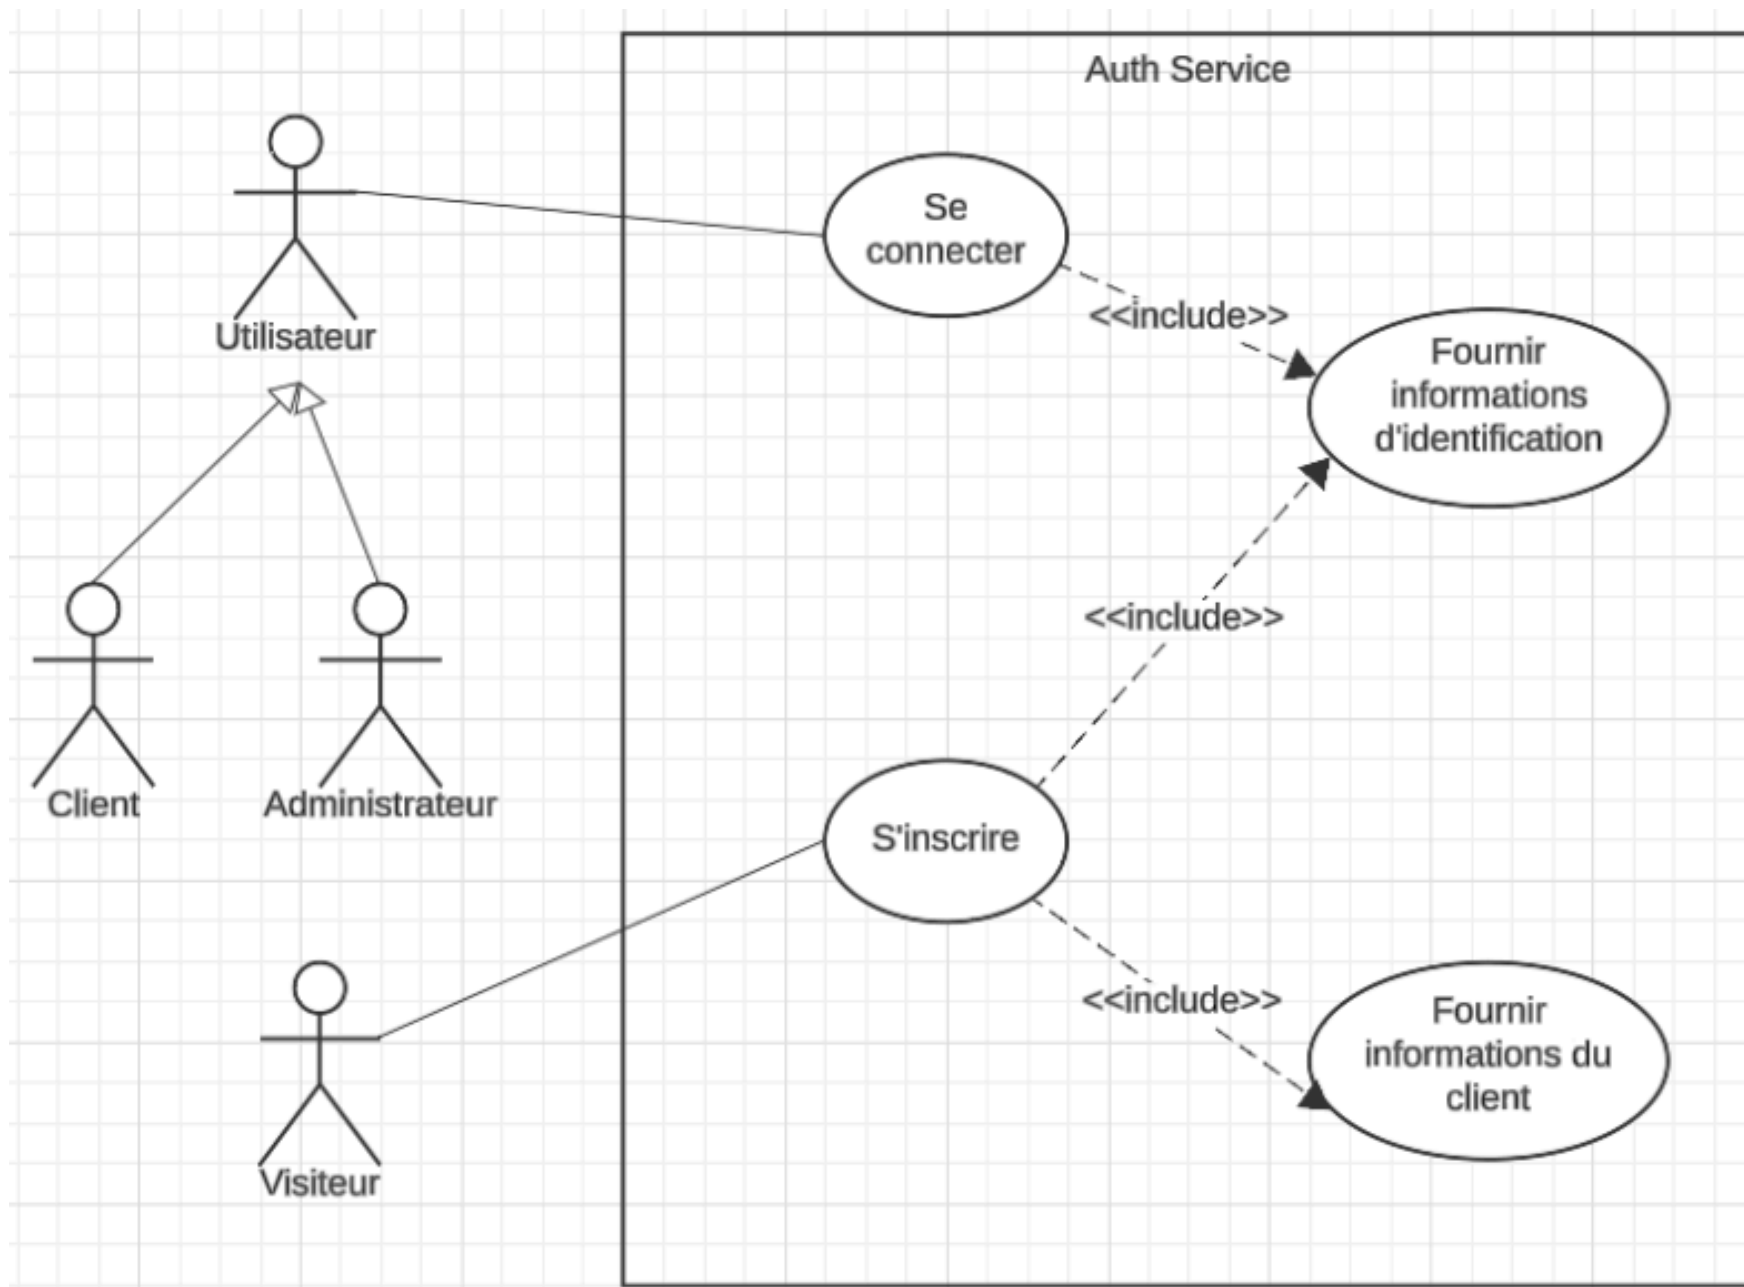 Auth Service
Utilisateur
Se
connecter
<<include>>
Fournir
informations
d'identification
<<include>>
Client
Administrateur
S'inscrire
<<include>>
Fournir
informations du
client
Visiteur